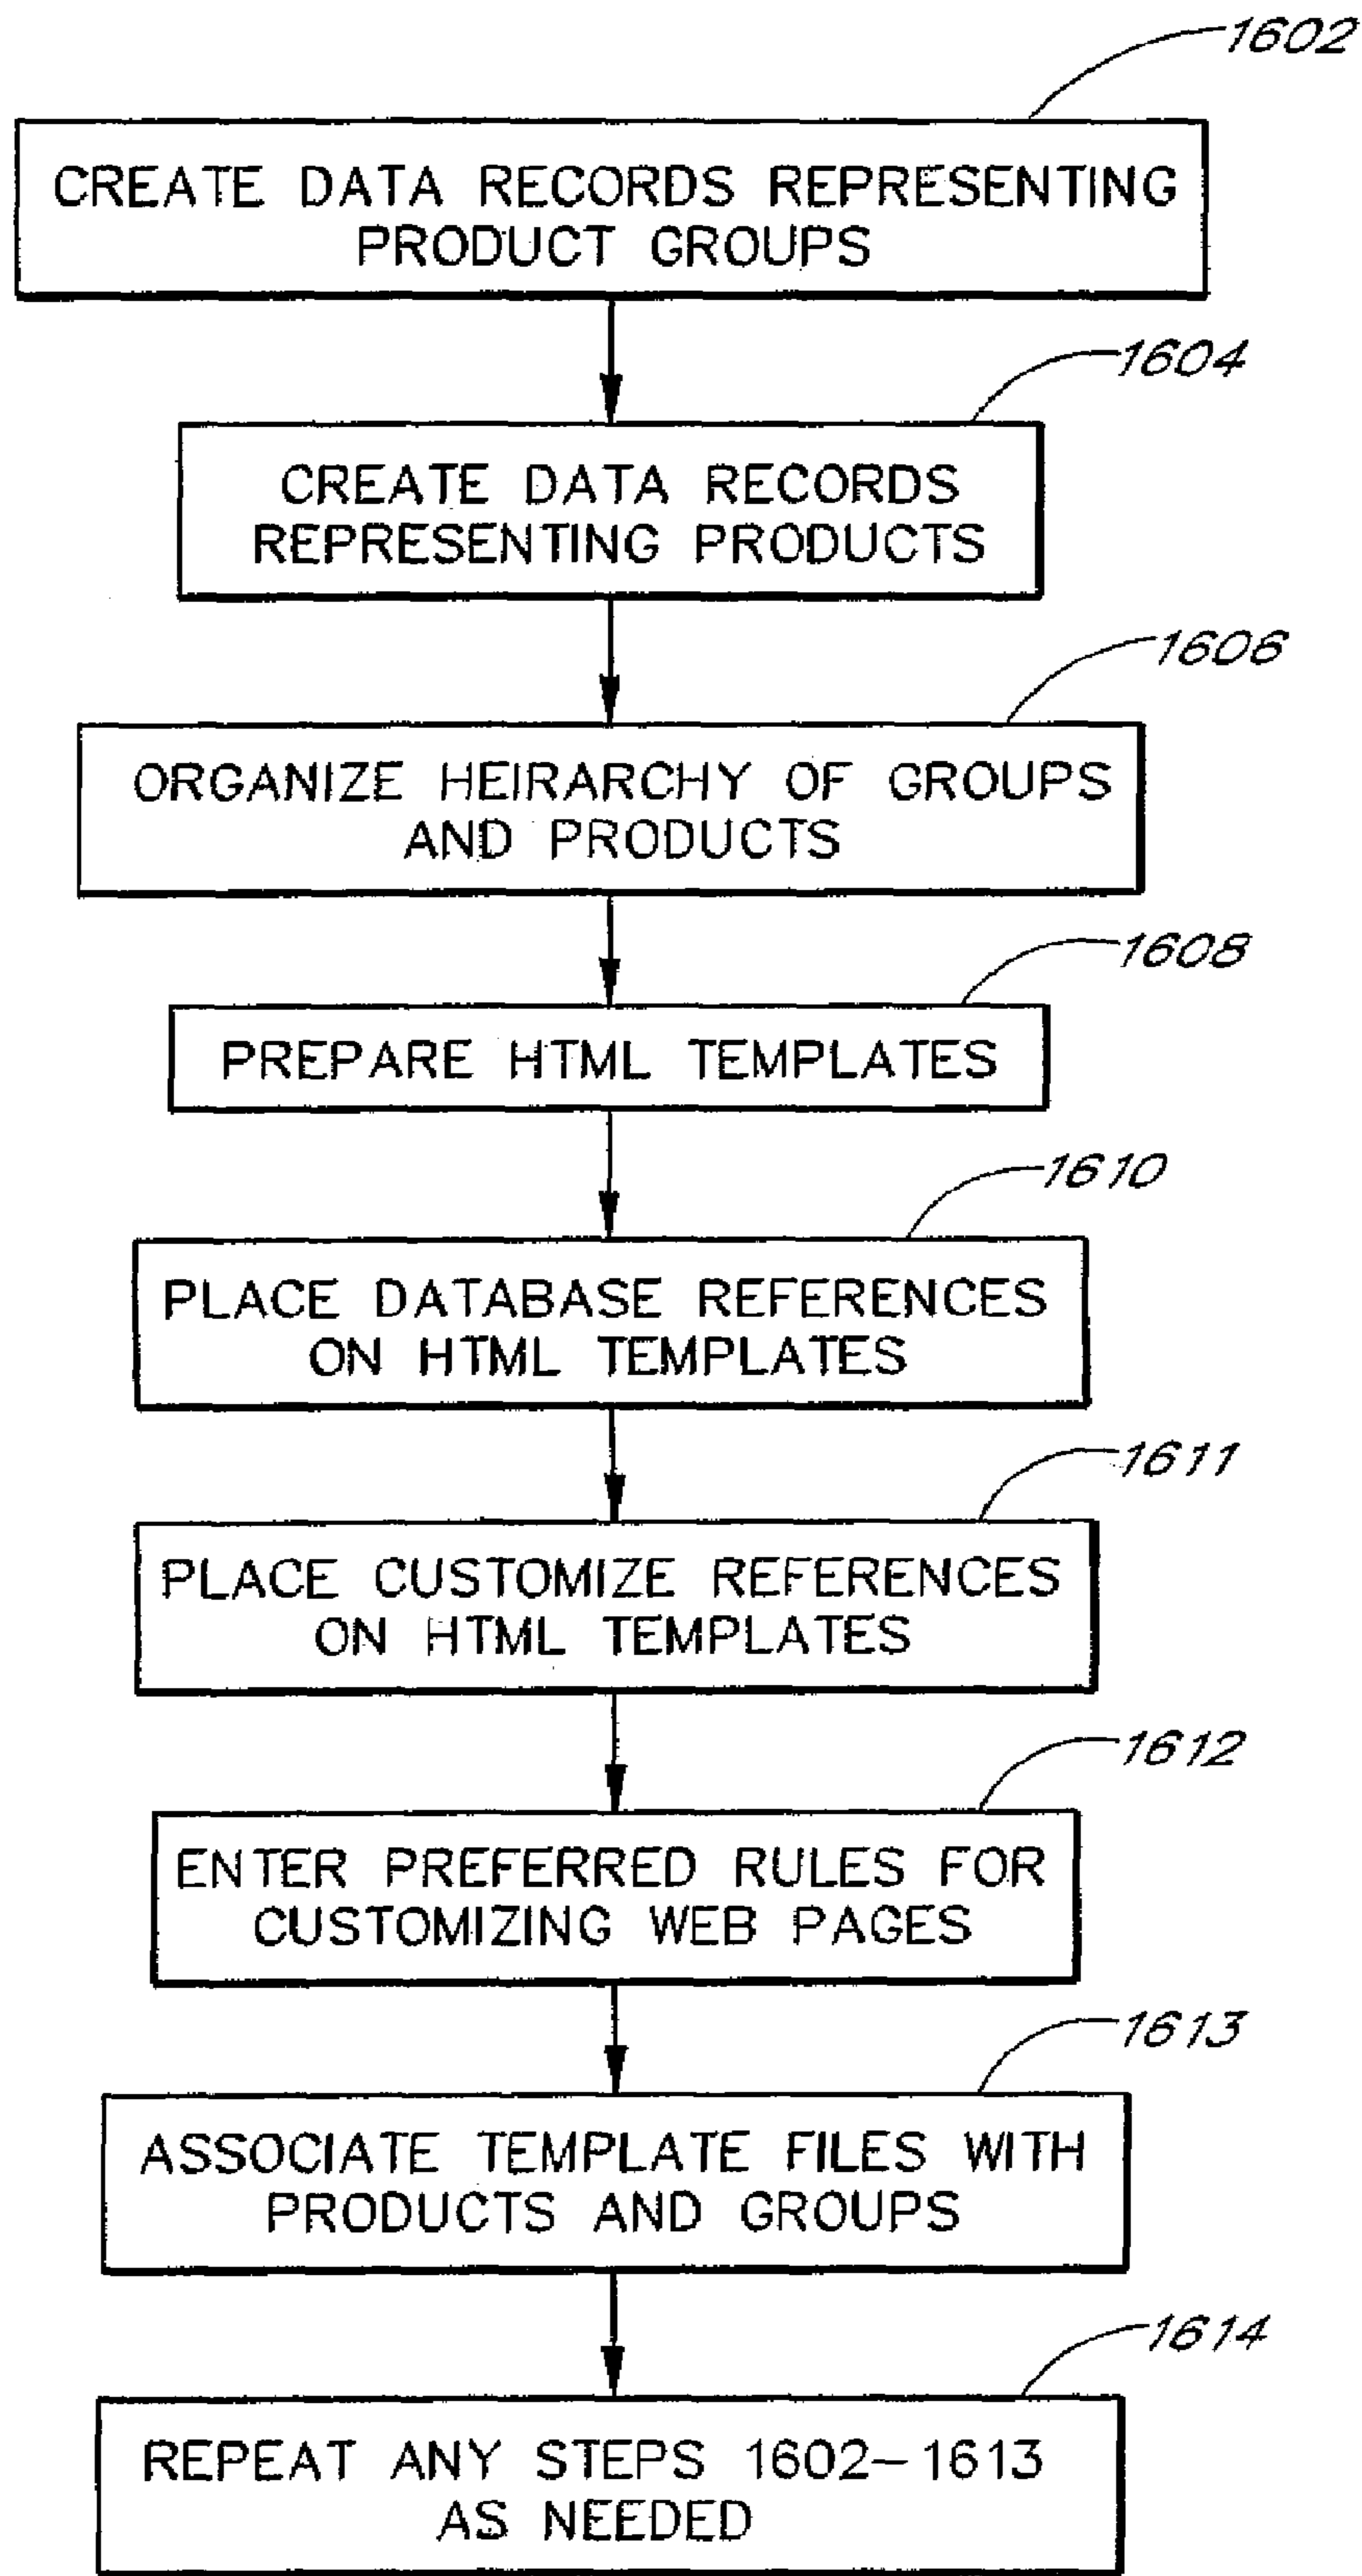 1602
CREATE DATA RECORDS REPRESENTING
PRODUCT GROUPS
1604
CREATE DATA RECORDS
REPRESENTING PRODUCTS
1606
ORGANIZE HEIRARCHY OF GROUPS
AND PRODUCTS
1608
PREPARE HTML TEMPLATES
1610
PLACE DATABASE REFERENCES
ON HTML TEMPLATES
1611
PLACE CUSTOMIZE REFERENCES
ON HTML TEMPLATES
1612
ENTER PREFERRED RULES FOR
CUSTOMIZING WEB PAGES
1613
ASSOCIATE TEMPLATE FILES WITH
PRODUCTS AND GROUPS
1614
REPEAT ANY STEPS 1602-1613
AS NEEDED